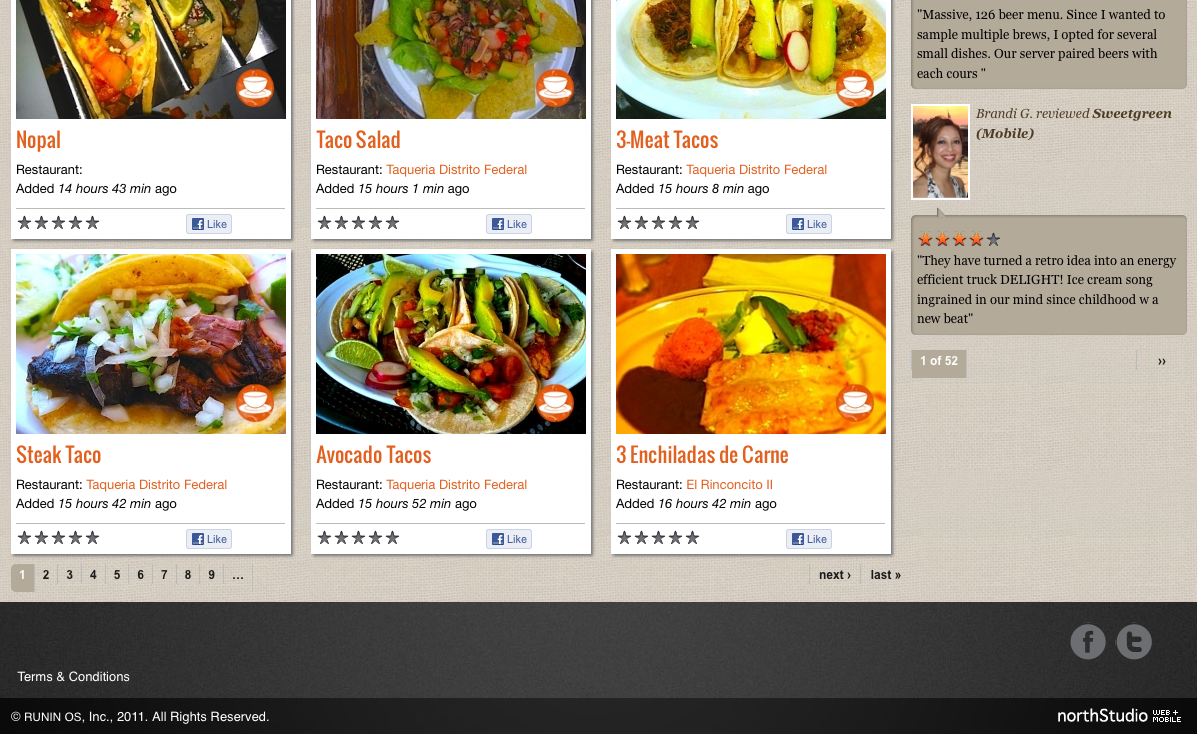 Nopal
Restaurant:
Added 14 hours 43 min ago
Like
Taco Salad
Restaurant: Taqueria Distrito Federal
Added 15 hours 1 min ago
Like
3-Meat Tacos
Restaurant: Taqueria Distrito Federal
Added 15 hours 8 min ago
Like
Steak Taco
Restaurant: Taqueria Distrito Federal
Added 15 hours 42 min ago
Like
Avocado Tacos
Restaurant: Taqueria Distrito Federal
Added 15 hours 52 min ago
Like
3 Enchiladas de Carne
Restaurant: El Rinconcito II
Added 16 hours 42 min ago
Like
1 2 3 4 5 6 7 8 9 … next › last »
"Massive, 126 beer menu. Since I wanted to
sample multiple brews, I opted for several
small dishes. Our server paired beers with
each cours "
Brandi G. reviewed Sweetgreen
(Mobile)
"They have turned a retro idea into an energy
efficient truck DELIGHT! Ice cream song
ingrained in our mind since childhood w a
new beat"
1 of 52 ››
Terms & Conditions
© RUNIN OS, Inc., 2011. All Rights Reserved.
northStudio WEB +
MOBILE